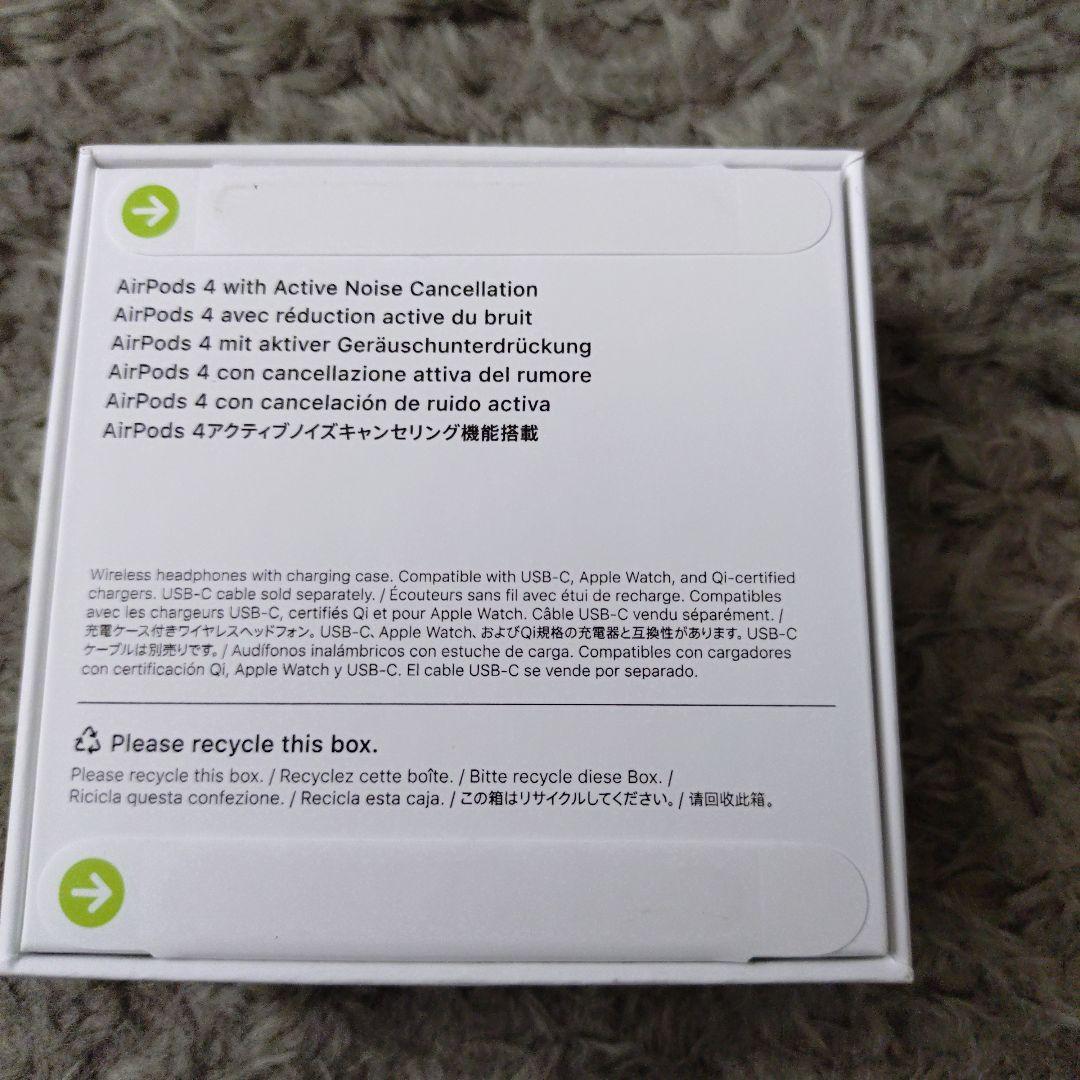 AirPods 4 with Active Noise Cancellation
AirPods 4 avec réduction active du bruit
AirPods 4 mit aktiver Geräuschunterdrückung
AirPods 4 con cancellazione attiva del rumore
AirPods 4 con cancelación de ruido activa
AirPods 4アクティブノイズキャンセリング機能搭載
Wireless headphones with charging case. Compatible with USB-C, Apple Watch, and Qi-certified
chargers. USB-C cable sold separately. / Écouteurs sans fil avec étui de recharge. Compatibles
avec les chargeurs USB-C, certifiés Qi et pour Apple Watch. Câble USB-C vendu séparément. /
充電ケース付きワイヤレスヘッドフォン。USB-C、Apple Watch、およびQi規格の充電器と互換性があります。USB-C
ケーブルは別売りです。/ Audífonos inalámbricos con estuche de carga. Compatibles con cargadores
con certificación Qi, Apple Watch y USB-C. El cable USB-C se vende por separado.
Please recycle this box.
Please recycle this box. / Recyclez cette boîte. / Bitte recycle diese Box. /
Ricicla questa confezione. / Recicla esta caja. / この箱はリサイクルしてください。/ 请回收此箱。